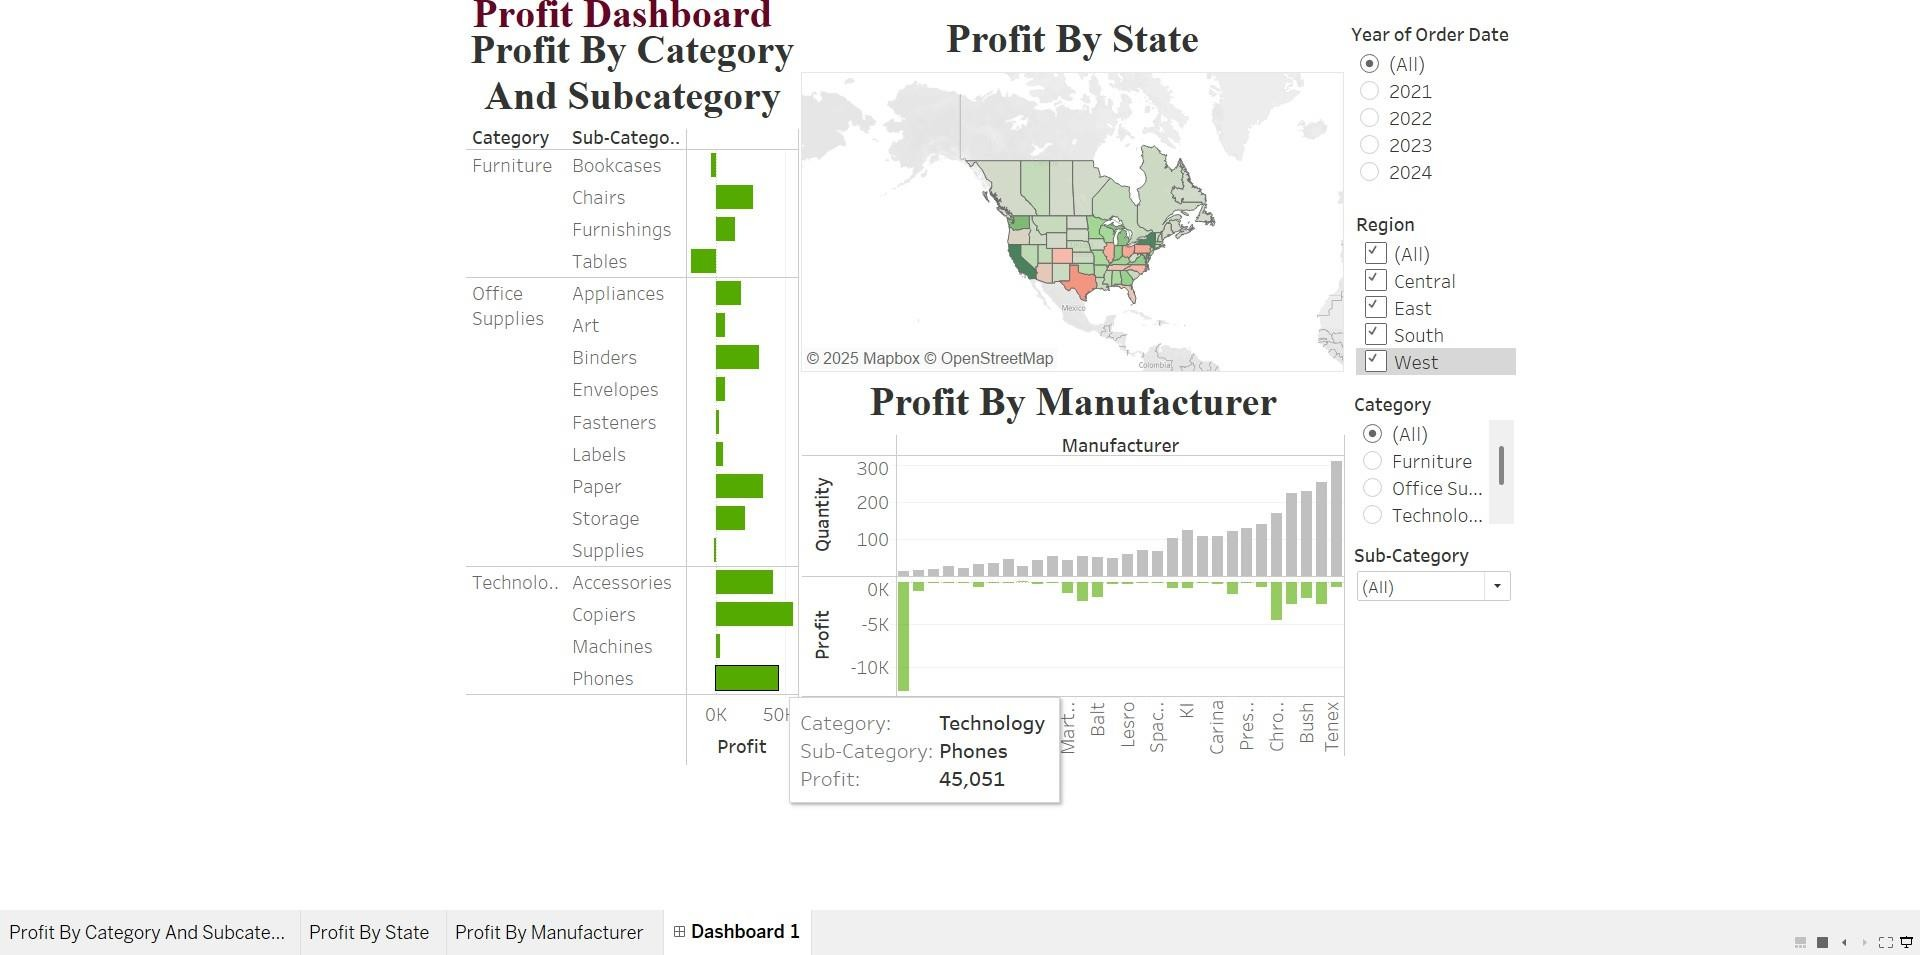 Profit Dashboard
Profit By Category
And Subcategory
Category Sub-Catego..
Furniture Bookcases
Chairs
Furnishings
Tables
Office Supplies Appliances
Art
Binders
Envelopes
Fasteners
Labels
Paper
Storage
Supplies
Technolo.. Accessories
Copiers
Machines
Phones
0K 50K
Profit
Profit By State
Mexico
Colombia
© 2025 Mapbox © OpenStreetMap
Profit By Manufacturer
Manufacturer
Quantity
300
200
100
Profit
0K
-5K
-10K
Mart.. Balt Lesro Spac.. KI Carina Pres.. Chro.. Bush Tenex
Category: Technology
Sub-Category: Phones
Profit: 45,051
Year of Order Date
(All)
2021
2022
2023
2024
Region
(All)
Central
East
South
West
Category
(All)
Furniture
Office Su...
Technolo...
Sub-Category
(All)
Profit By Category And Subcate... Profit By State Profit By Manufacturer Dashboard 1